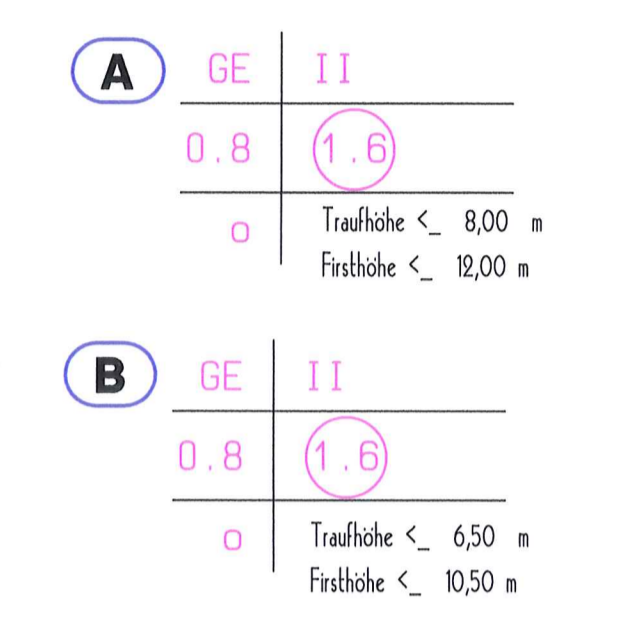 A GE II
0.8 1.6
o Traufhöhe <_ 8,00 m
Firsthöhe <_ 12,00 m
B GE II
0.8 1.6
o Traufhöhe <_ 6,50 m
Firsthöhe <_ 10,50 m